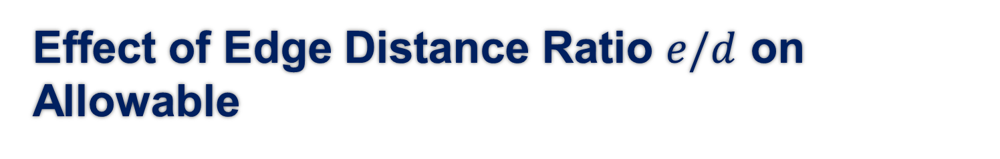 Effect of Edge Distance Ratio e/d on
Allowable